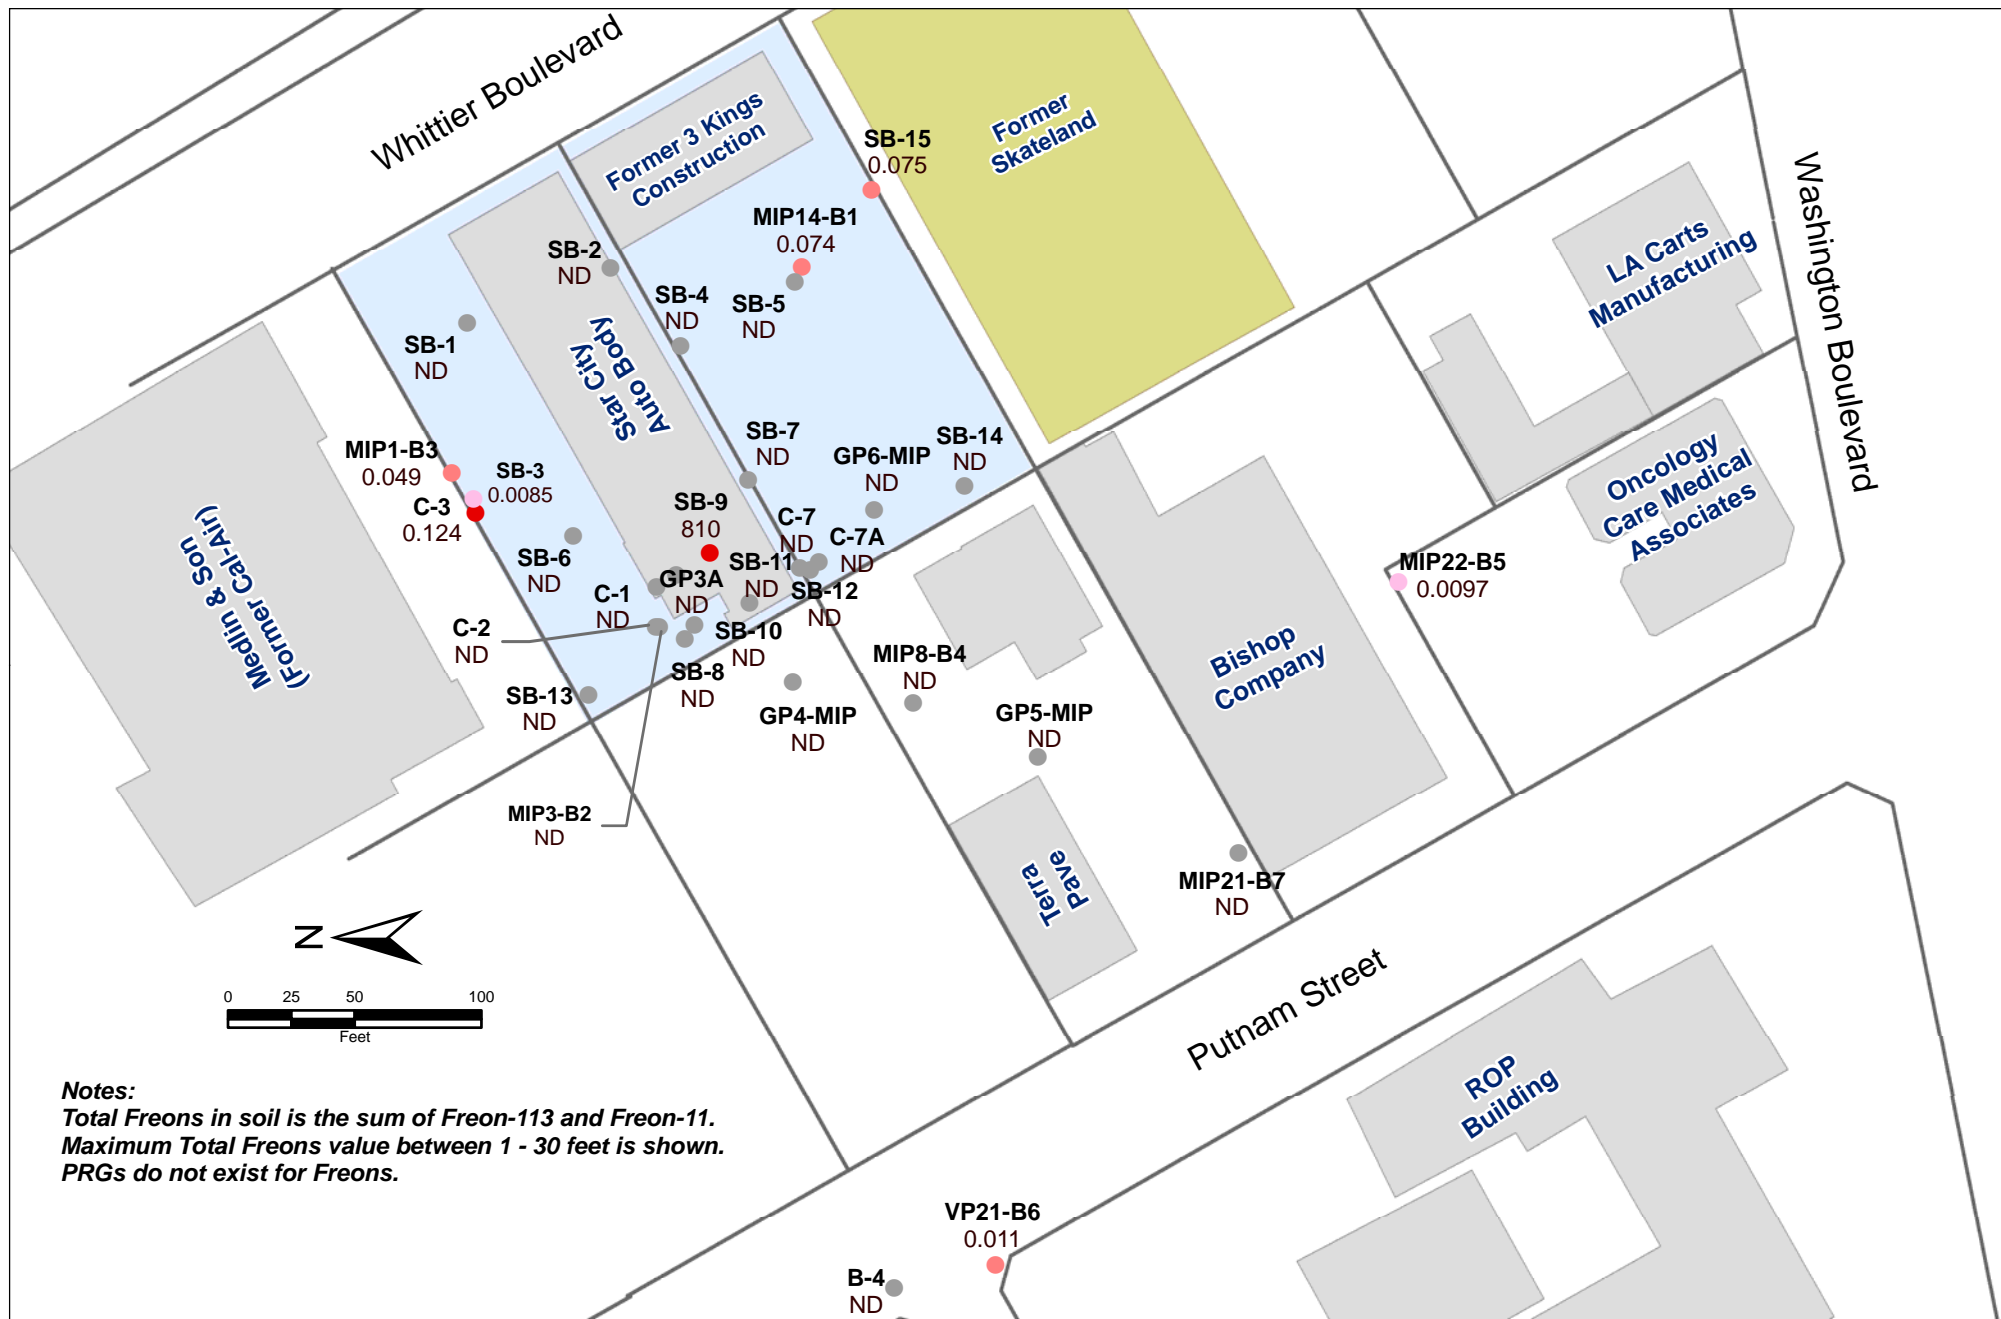 Whittier Boulevard
Former 3 Kings
Construction
Former
Skateland
SB-15
0.075
MIP14-B1
0.074
SB-2
ND
SB-4
ND
SB-5
ND
SB-1
ND
Star City
Auto Body
LA Carts
Manufacturing
Washington Boulevard
MIP1-B3
0.049
SB-3
0.0085
C-3
0.124
SB-7
ND
GP6-MIP
ND
SB-14
ND
SB-9
810
C-7
ND
C-7A
ND
SB-6
ND
SB-11
ND
GP3A
ND
SB-12
ND
C-1
ND
C-2
ND
SB-10
ND
SB-8
ND
SB-13
ND
Medlin & Son
(Former Cal-Air)
Oncology
Care Medical
Associates
MIP22-B5
0.0097
Bishop
Company
MIP8-B4
ND
GP4-MIP
ND
GP5-MIP
ND
MIP3-B2
ND
Terra
Pave
MIP21-B7
ND
N
0 25 50 100
Feet
Putnam Street
ROP
Building
Notes:
Total Freons in soil is the sum of Freon-113 and Freon-11.
Maximum Total Freons value between 1 - 30 feet is shown.
PRGs do not exist for Freons.
VP21-B6
0.011
B-4
ND